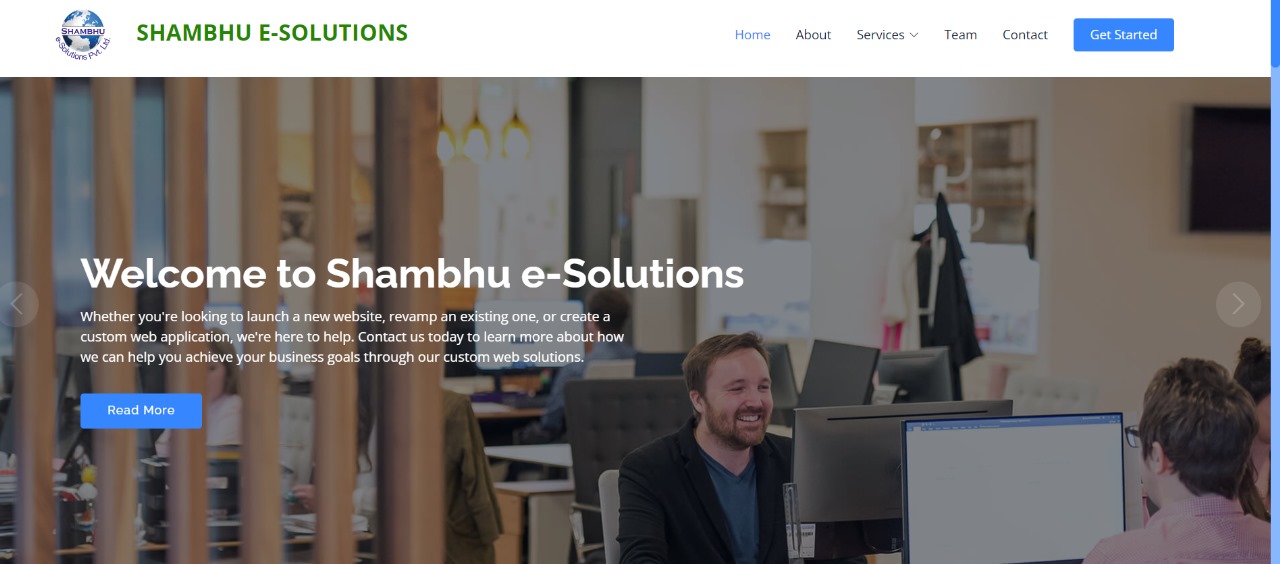 SHAMBHU
e-Solutions Pvt. Ltd.
SHAMBHU E-SOLUTIONS
Home
About
Services
Team
Contact
Get Started
Welcome to Shambhu e-Solutions
Whether you're looking to launch a new website, revamp an existing one, or create a
custom web application, we're here to help. Contact us today to learn more about how
we can help you achieve your business goals through our custom web solutions.
Read More